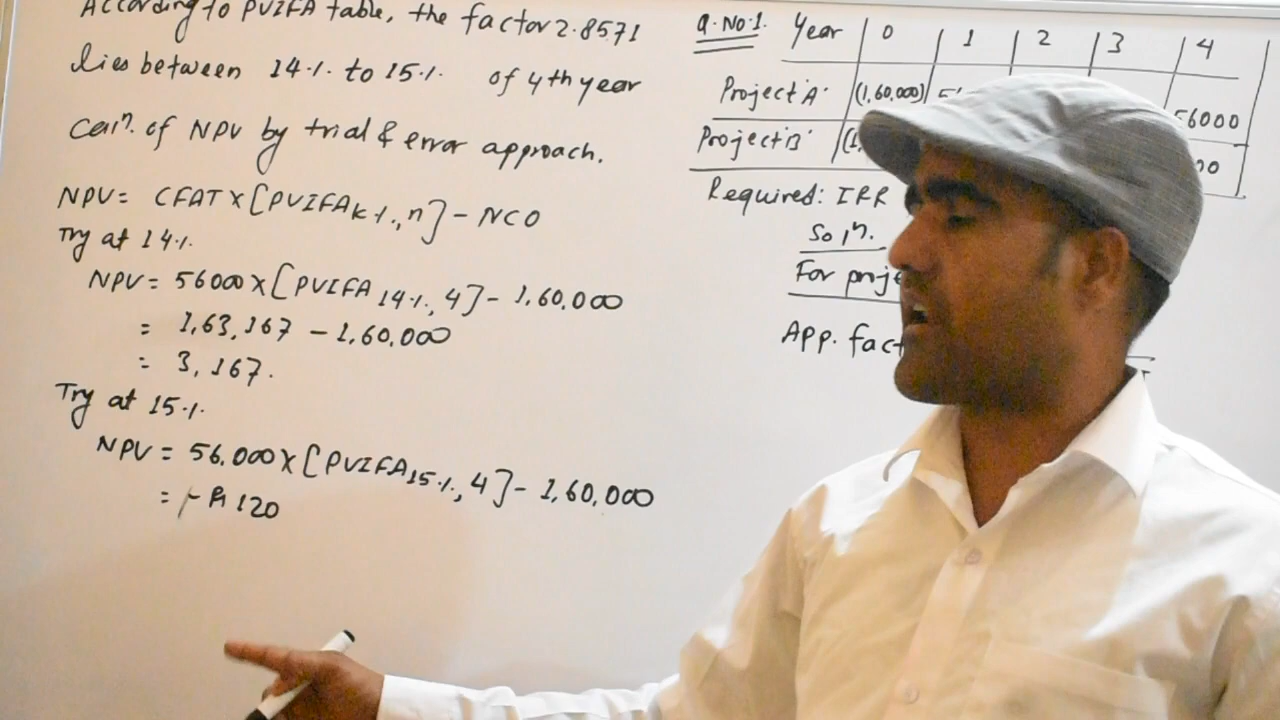 According to PVIFA table, the factor 2.8571
lies between 14% to 15% of 4th year
Calⁿ. of NPV by trial & error approach.
NPV = CFAT × [PVIFA k%, n] - NCO
Try at 14%.
NPV = 56000 × [PVIFA 14%, 4] - 1,60,000
= 1,63,167 - 1,60,000
= 3,167.
Try at 15%.
NPV = 56,000 × [PVIFA 15%, 4] - 1,60,000
= - 120
Q.No.1. Year 0 1 2 3 4
Project 'A' (1,60,000) 56000
Project 'B'
Required: IRR
Solⁿ.
For
App.